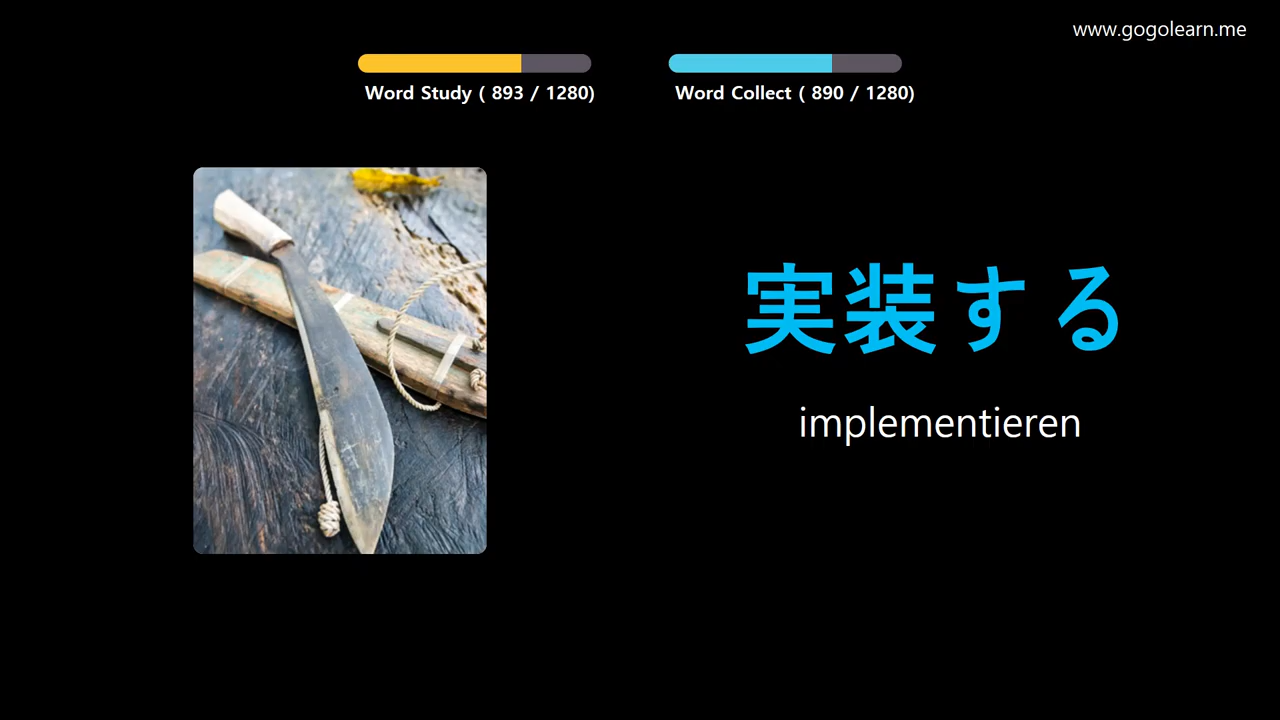 www.gogolearn.me
Word Study ( 893 / 1280)
Word Collect ( 890 / 1280)
実装する
implementieren